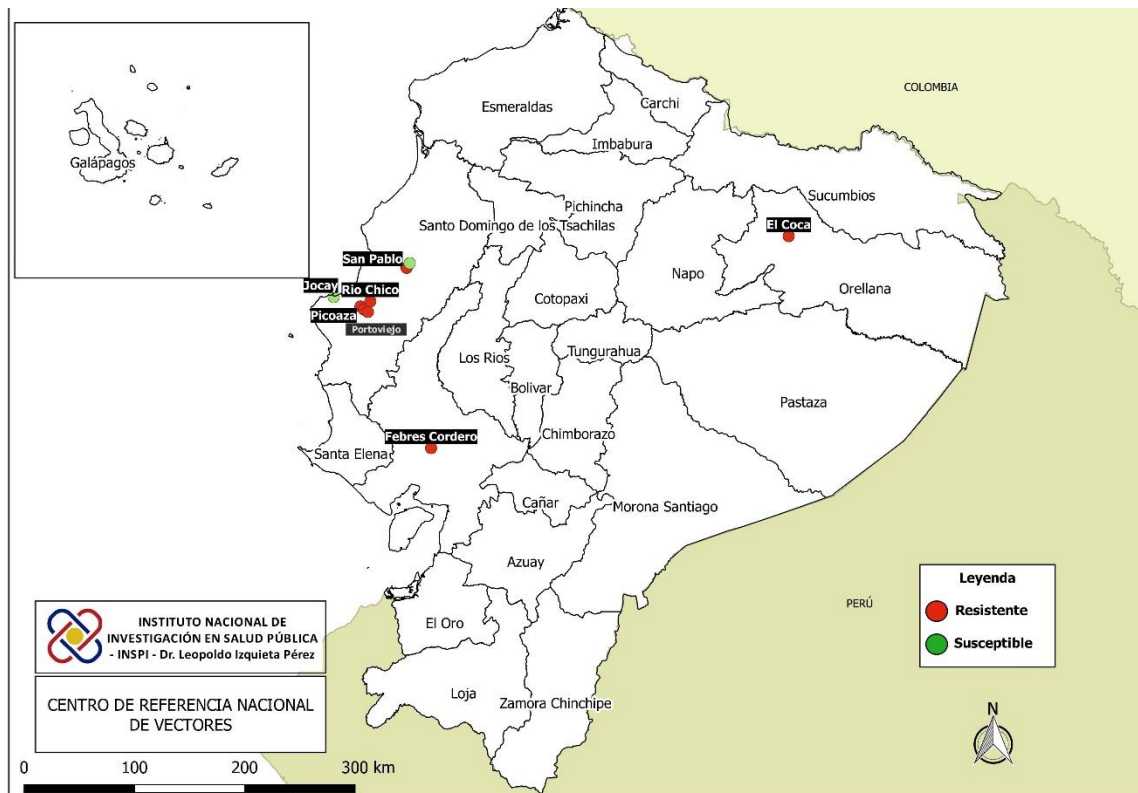 COLOMBIA
Esmeraldas
Carchi
Imbabura
Galápagos
Sucumbios
Pichincha
Santo Domingo de los Tsachilas
El Coca
San Pablo
Napo
Jocay
Rio Chico
Orellana
Cotopaxi
Picoaza
Portoviejo
Los Rios
Tungurahua
Bolivar
Pastaza
Febres Cordero
Chimborazo
Santa Elena
Cañar
Morona Santiago
Azuay
Leyenda
Resistente
Susceptible
PERÚ
El Oro
INSTITUTO NACIONAL DE
INVESTIGACIÓN EN SALUD PÚBLICA
- INSPI - Dr. Leopoldo Izquieta Pérez
CENTRO DE REFERENCIA NACIONAL
DE VECTORES
Loja
Zamora Chinchipe
N
0 100 200 300 km